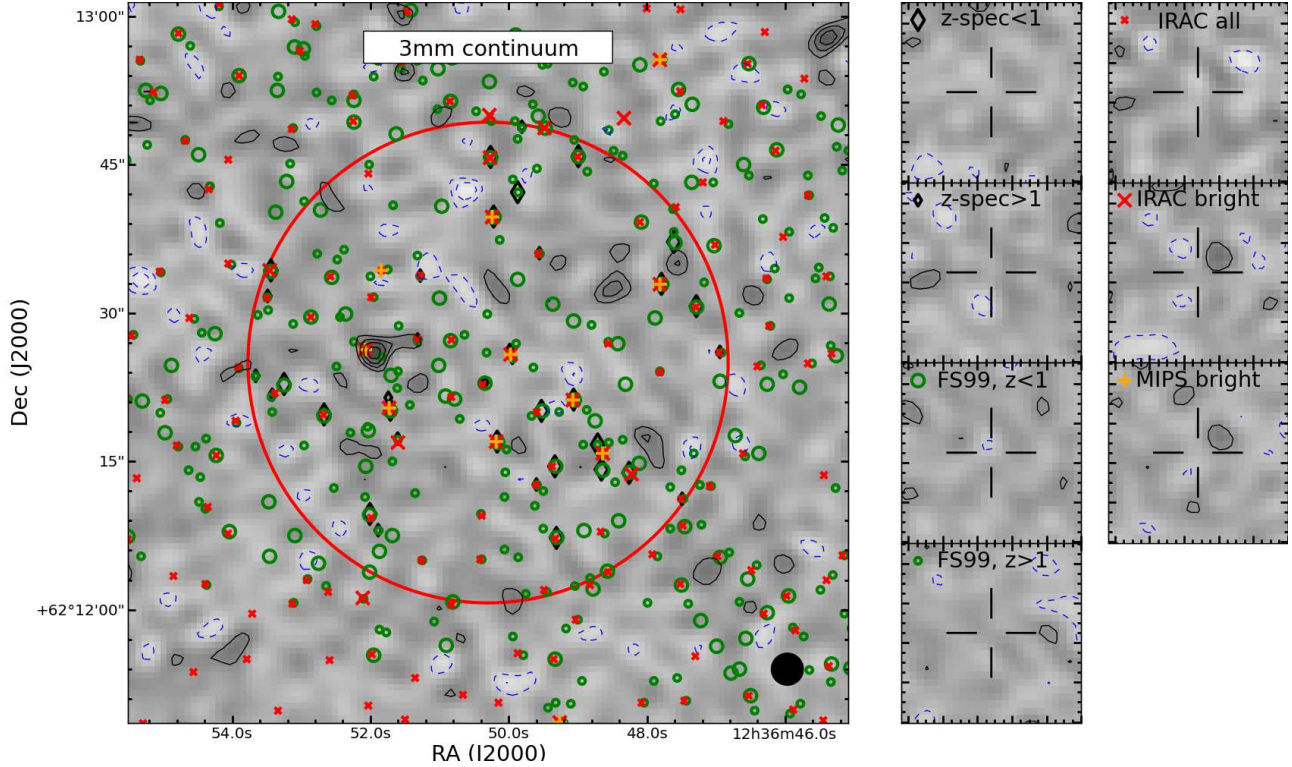 3mm continuum
13'00"
45"
30"
15"
+62°12'00"
Dec (J2000)
54.0s
52.0s
50.0s
48.0s
12h36m46.0s
RA (J2000)
z-spec<1
IRAC all
z-spec>1
IRAC bright
FS99, z<1
MIPS bright
FS99, z>1